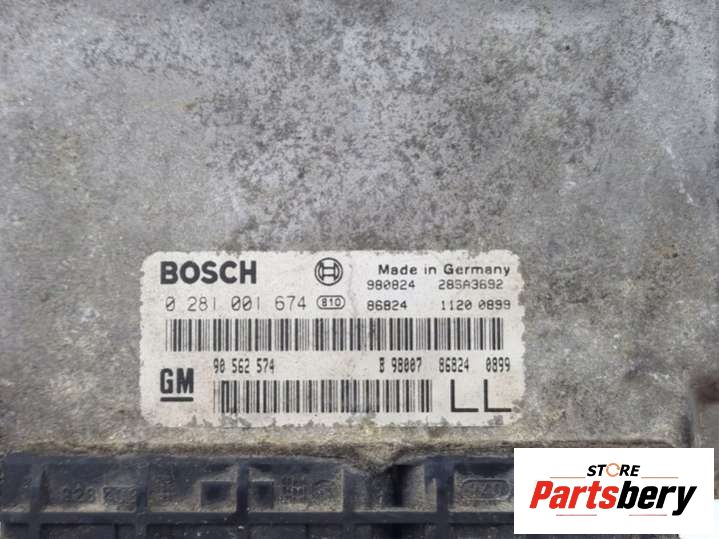 BOSCH
Made in Germany
980824 28SA3692
0 281 001 674 810
86824 1120 0899
90 562 574
B 98007 86824 0899
GM
LL
STORE
Partsbery